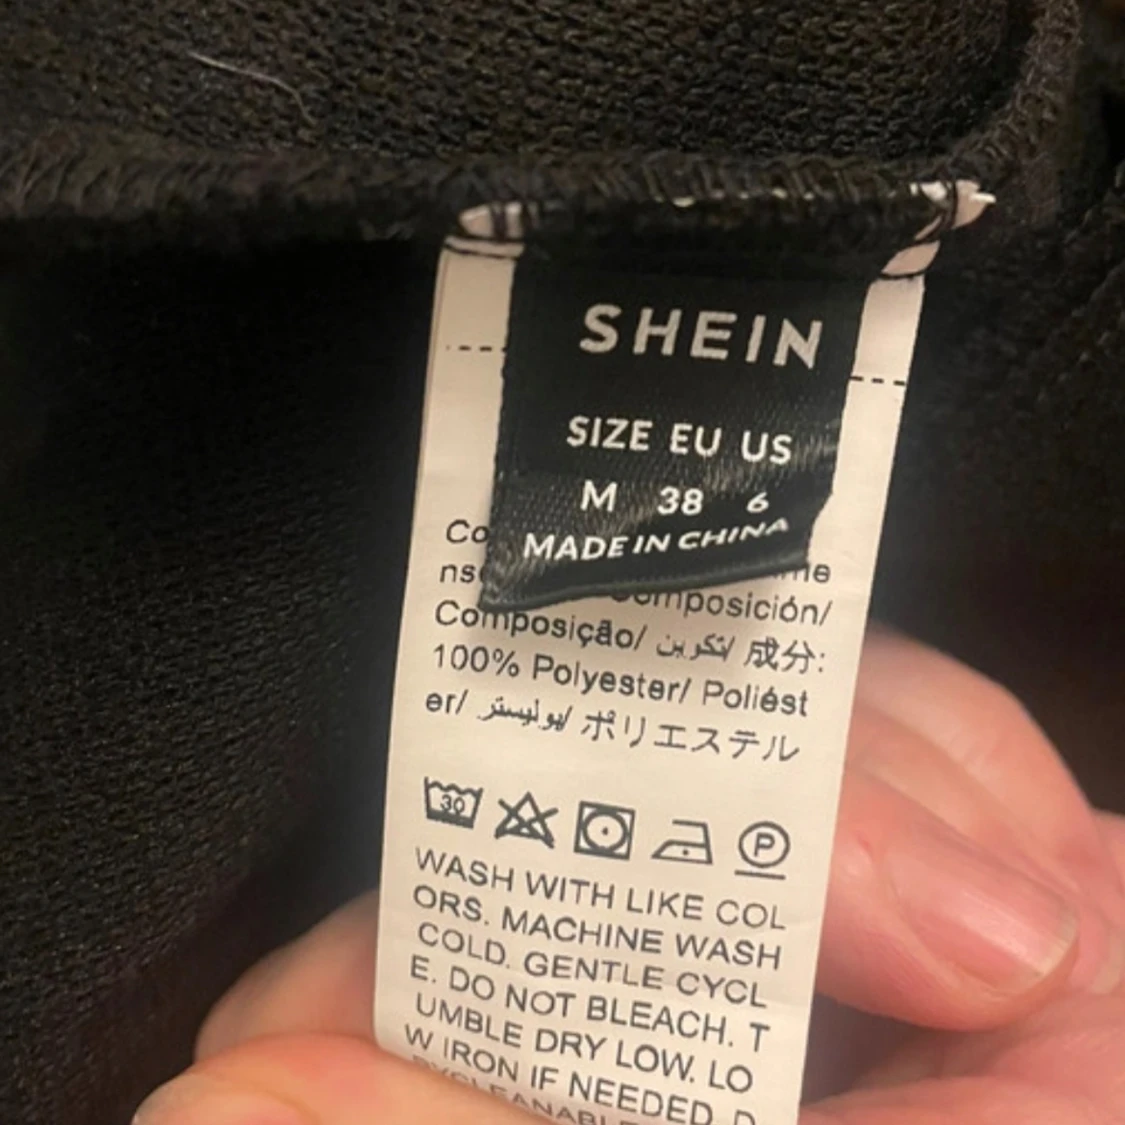 SHEIN
SIZE EU US
M 38 6
MADE IN CHINA
Composição/ تكوين/ 成分:
100% Polyester/ Poliést
er/ بوليستر/ ポリエステル
30
P
WASH WITH LIKE COL
ORS. MACHINE WASH
COLD. GENTLE CYCL
E. DO NOT BLEACH. T
UMBLE DRY LOW. LO
W IRON IF NEEDED. D
RYCLEANABLE